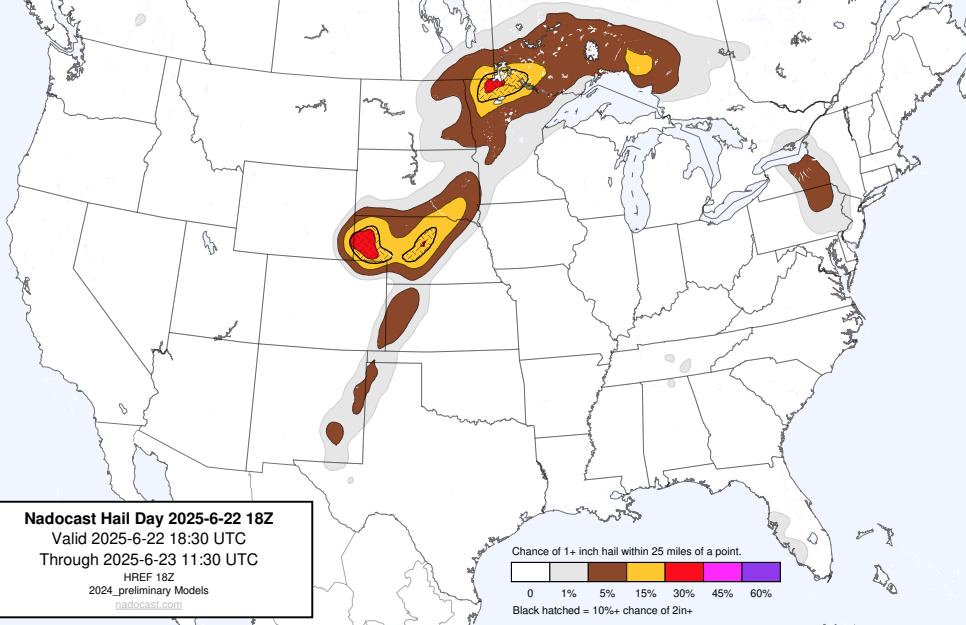 Nadocast Hail Day 2025-6-22 18Z
Valid 2025-6-22 18:30 UTC
Through 2025-6-23 11:30 UTC
HREF 18Z
2024_preliminary Models
nadocast.com
Chance of 1+ inch hail within 25 miles of a point.
0 1% 5% 15% 30% 45% 60%
Black hatched = 10%+ chance of 2in+